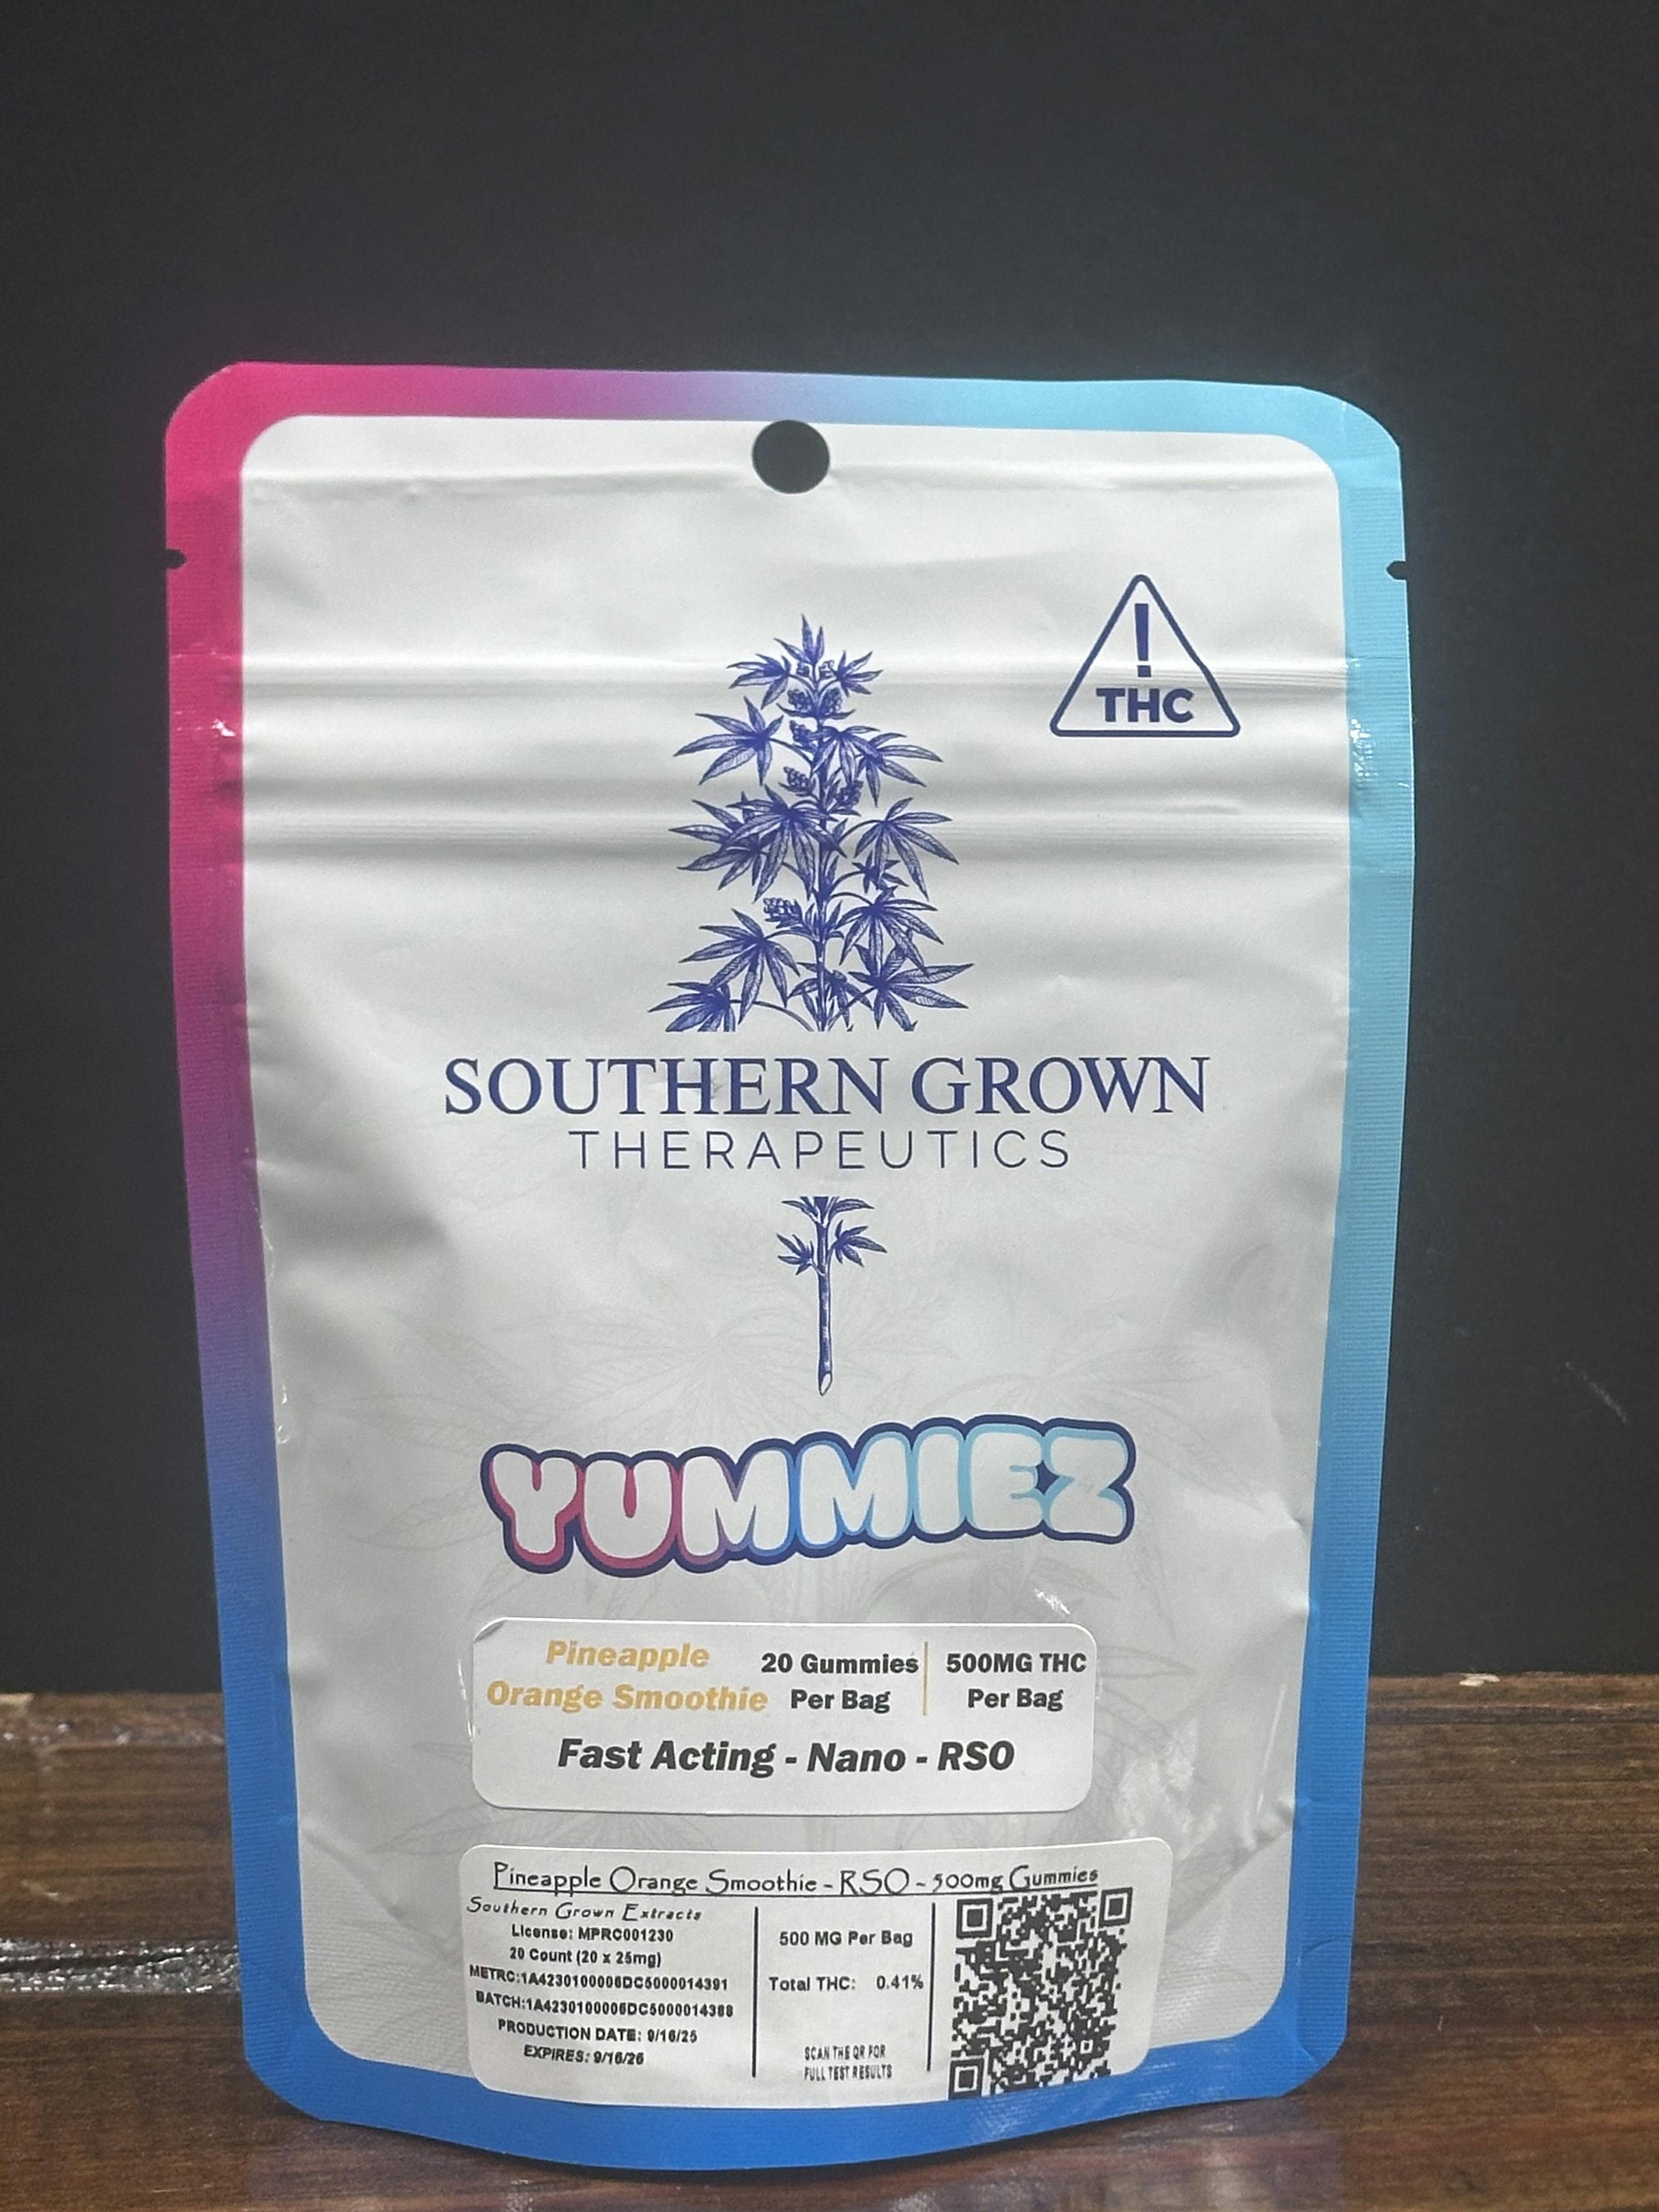 !
THC
SOUTHERN GROWN
THERAPEUTICS
YUMMIEZ
Pineapple
Orange Smoothie
20 Gummies
Per Bag
500MG THC
Per Bag
Fast Acting - Nano - RSO
Pineapple Orange Smoothie - RSO - 500mg Gummies
Southern Grown Extracts
License: MPRC001230
20 Count (20 x 25mg)
METRC:1A4230100006DC5000014391
BATCH:1A4230100006DC5000014388
PRODUCTION DATE: 9/16/25
EXPIRES: 9/16/26
500 MG Per Bag
Total THC: 0.41%
SCAN THE QR FOR
FULL TEST RESULTS